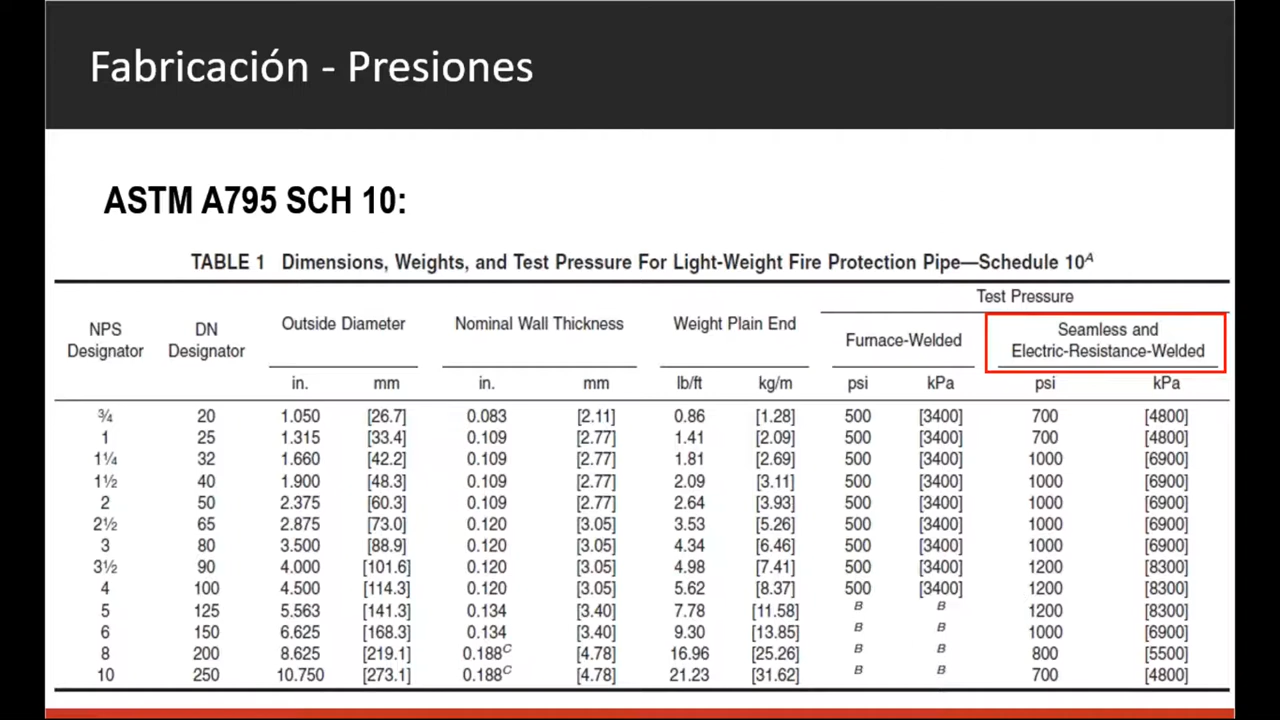 Fabricación - Presiones
ASTM A795 SCH 10:
TABLE 1 Dimensions, Weights, and Test Pressure For Light-Weight Fire Protection Pipe—Schedule 10A
NPS Designator DN Designator Outside Diameter Nominal Wall Thickness Weight Plain End Test Pressure
Furnace-Welded Seamless and Electric-Resistance-Welded
in. mm in. mm lb/ft kg/m psi kPa psi kPa
¾ 20 1.050 [26.7] 0.083 [2.11] 0.86 [1.28] 500 [3400] 700 [4800]
1 25 1.315 [33.4] 0.109 [2.77] 1.41 [2.09] 500 [3400] 700 [4800]
1¼ 32 1.660 [42.2] 0.109 [2.77] 1.81 [2.69] 500 [3400] 1000 [6900]
1½ 40 1.900 [48.3] 0.109 [2.77] 2.09 [3.11] 500 [3400] 1000 [6900]
2 50 2.375 [60.3] 0.109 [2.77] 2.64 [3.93] 500 [3400] 1000 [6900]
2½ 65 2.875 [73.0] 0.120 [3.05] 3.53 [5.26] 500 [3400] 1000 [6900]
3 80 3.500 [88.9] 0.120 [3.05] 4.34 [6.46] 500 [3400] 1000 [6900]
3½ 90 4.000 [101.6] 0.120 [3.05] 4.98 [7.41] 500 [3400] 1200 [8300]
4 100 4.500 [114.3] 0.120 [3.05] 5.62 [8.37] 500 [3400] 1200 [8300]
5 125 5.563 [141.3] 0.134 [3.40] 7.78 [11.58] B B 1200 [8300]
6 150 6.625 [168.3] 0.134 [3.40] 9.30 [13.85] B B 1000 [6900]
8 200 8.625 [219.1] 0.188C [4.78] 16.96 [25.26] B B 800 [5500]
10 250 10.750 [273.1] 0.188C [4.78] 21.23 [31.62] B B 700 [4800]